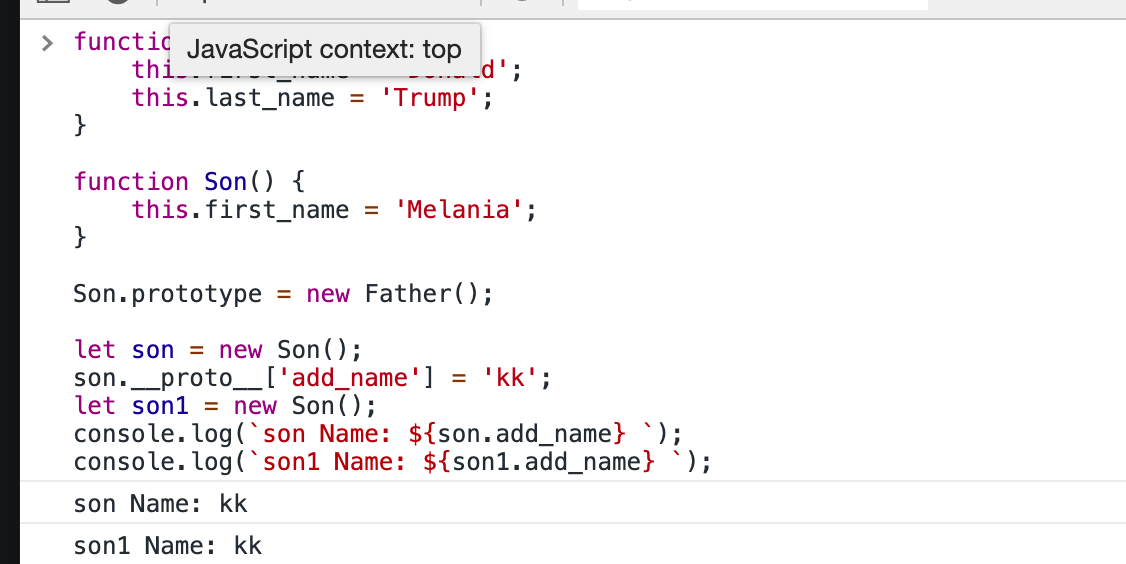 functio
JavaScript context: top
this.
d';
this.last_name = 'Trump';
}
function Son() {
this.first_name = 'Melania';
}
Son.prototype = new Father();
let son = new Son();
son.__proto__['add_name'] = 'kk';
let son1 = new Son();
console.log(`son Name: ${son.add_name} `);
console.log(`son1 Name: ${son1.add_name} `);
son Name: kk
son1 Name: kk